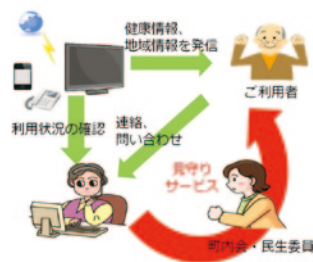 健康情報、
地域情報を発信
ご利用者
利用状況の確認
連絡、
問い合わせ
見守り
サービス
町内会・民生委員